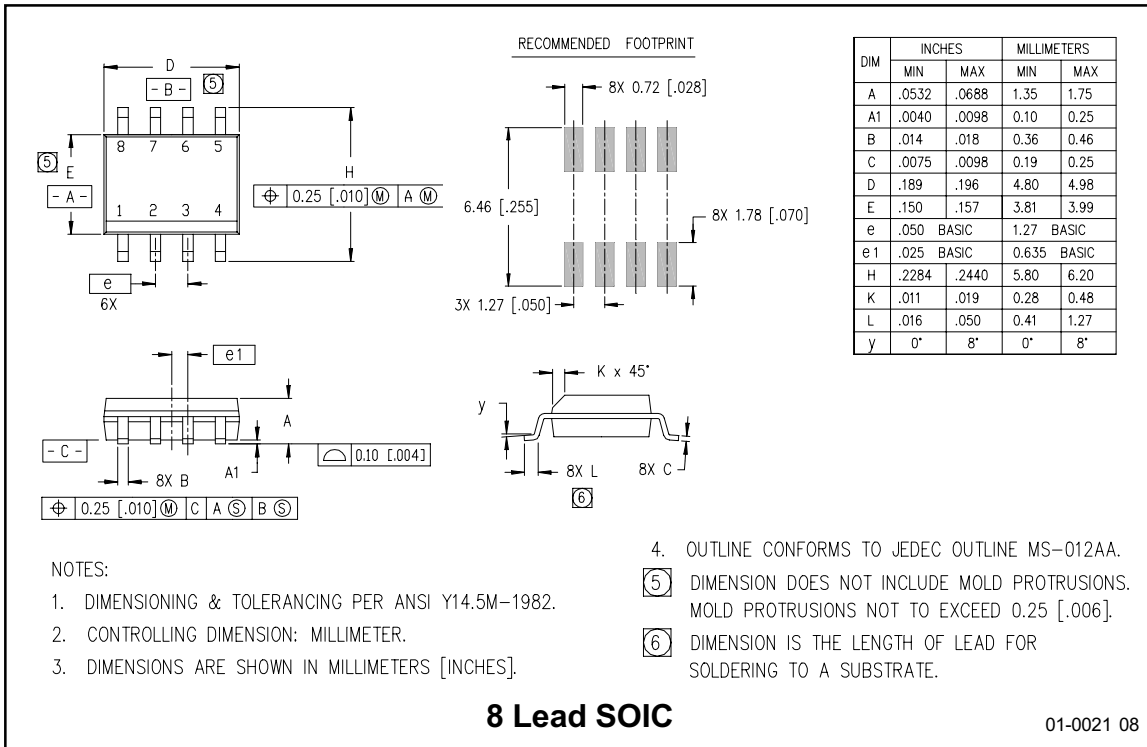 D
- B -
5
8 7 6 5
5
E
- A -
H
1 2 3 4
⌖ 0.25 [.010] Ⓜ A Ⓜ
e
6X
RECOMMENDED FOOTPRINT
8X 0.72 [.028]
6.46 [.255]
8X 1.78 [.070]
3X 1.27 [.050]
DIM INCHES MILLIMETERS
MIN MAX MIN MAX
A .0532 .0688 1.35 1.75
A1 .0040 .0098 0.10 0.25
B .014 .018 0.36 0.46
C .0075 .0098 0.19 0.25
D .189 .196 4.80 4.98
E .150 .157 3.81 3.99
e .050 BASIC 1.27 BASIC
e1 .025 BASIC 0.635 BASIC
H .2284 .2440 5.80 6.20
K .011 .019 0.28 0.48
L .016 .050 0.41 1.27
y 0° 8° 0° 8°
e1
A
- C -
8X B
A1
⌓ 0.10 [.004]
⌖ 0.25 [.010] Ⓜ C A Ⓢ B Ⓢ
K x 45°
y
8X L
8X C
6
NOTES:
1. DIMENSIONING & TOLERANCING PER ANSI Y14.5M-1982.
2. CONTROLLING DIMENSION: MILLIMETER.
3. DIMENSIONS ARE SHOWN IN MILLIMETERS [INCHES].
4. OUTLINE CONFORMS TO JEDEC OUTLINE MS-012AA.
5 DIMENSION DOES NOT INCLUDE MOLD PROTRUSIONS.
MOLD PROTRUSIONS NOT TO EXCEED 0.25 [.006].
6 DIMENSION IS THE LENGTH OF LEAD FOR
SOLDERING TO A SUBSTRATE.
8 Lead SOIC
01-0021 08